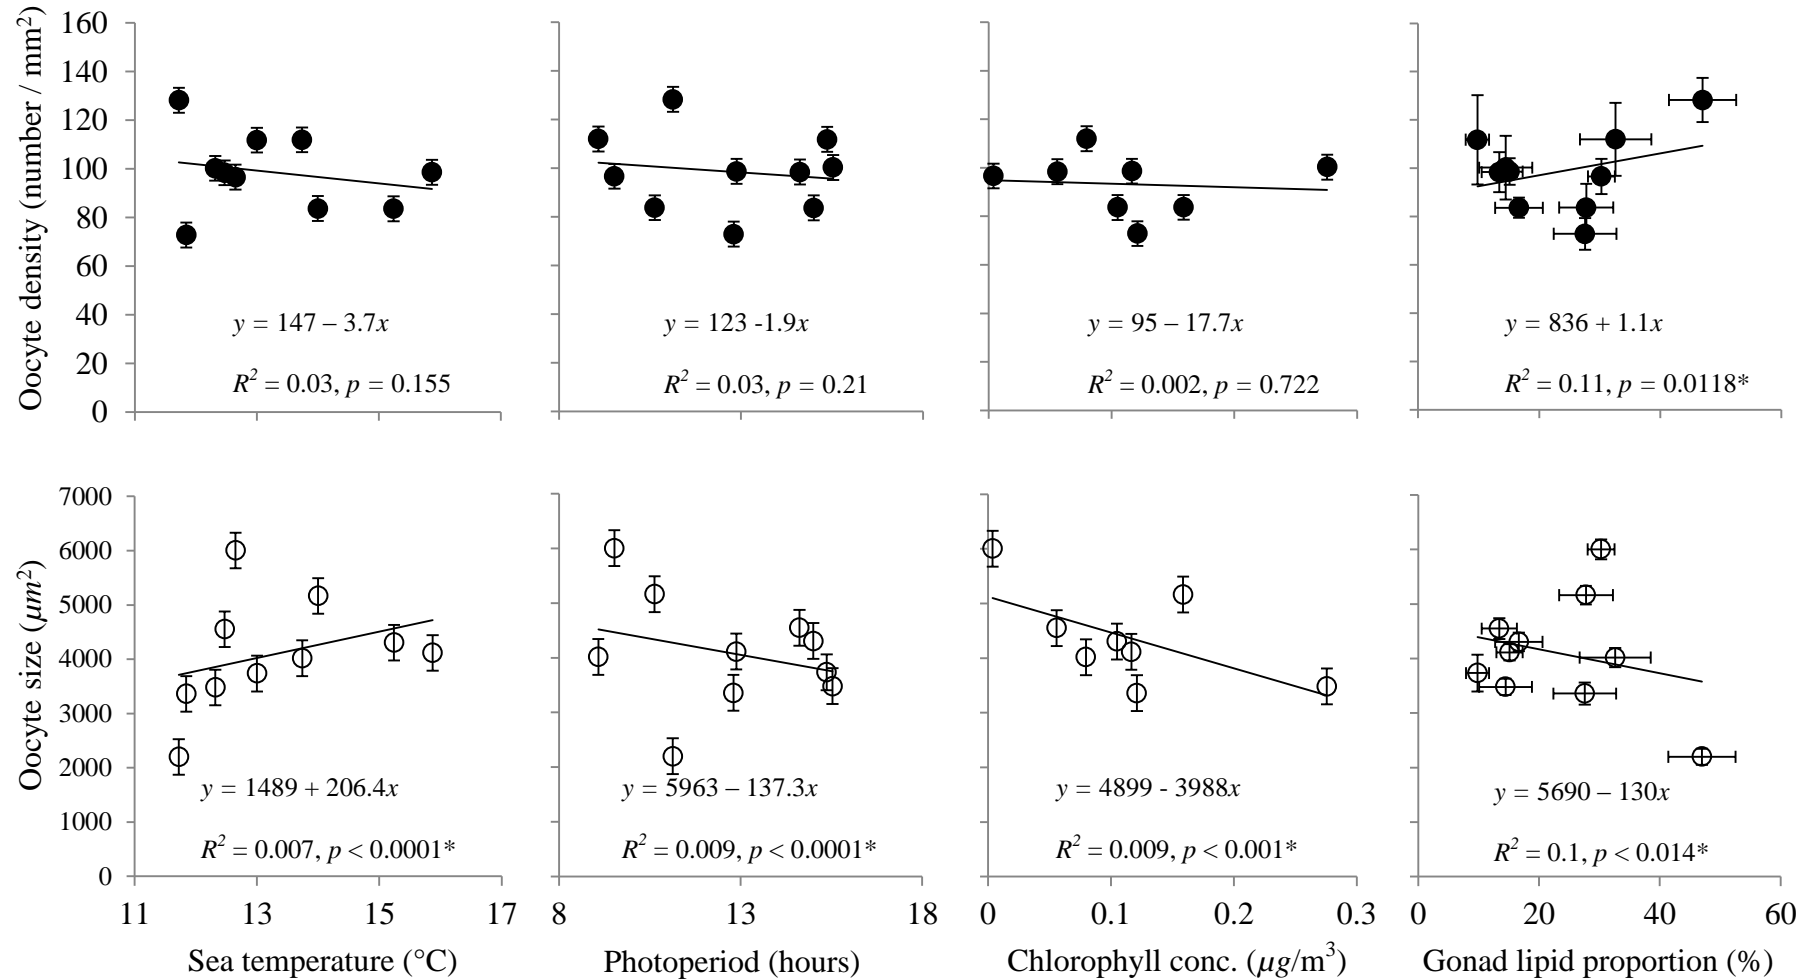 Oocyte density (number / mm2)
160
140
120
100
80
60
40
20
0
y = 147 – 3.7x
R2 = 0.03, p = 0.155
y = 123 -1.9x
R2 = 0.03, p = 0.21
y = 95 – 17.7x
R2 = 0.002, p = 0.722
y = 836 + 1.1x
R2 = 0.11, p = 0.0118*
Oocyte size (µm2)
7000
6000
5000
4000
3000
2000
1000
0
y = 1489 + 206.4x
R2 = 0.007, p < 0.0001*
y = 5963 – 137.3x
R2 = 0.009, p < 0.0001*
y = 4899 - 3988x
R2 = 0.009, p < 0.001*
y = 5690 – 130x
R2 = 0.1, p < 0.014*
11 13 15 17
8 13 18
0 0.1 0.2 0.3
0 20 40 60
Sea temperature (°C)
Photoperiod (hours)
Chlorophyll conc. (µg/m3)
Gonad lipid proportion (%)